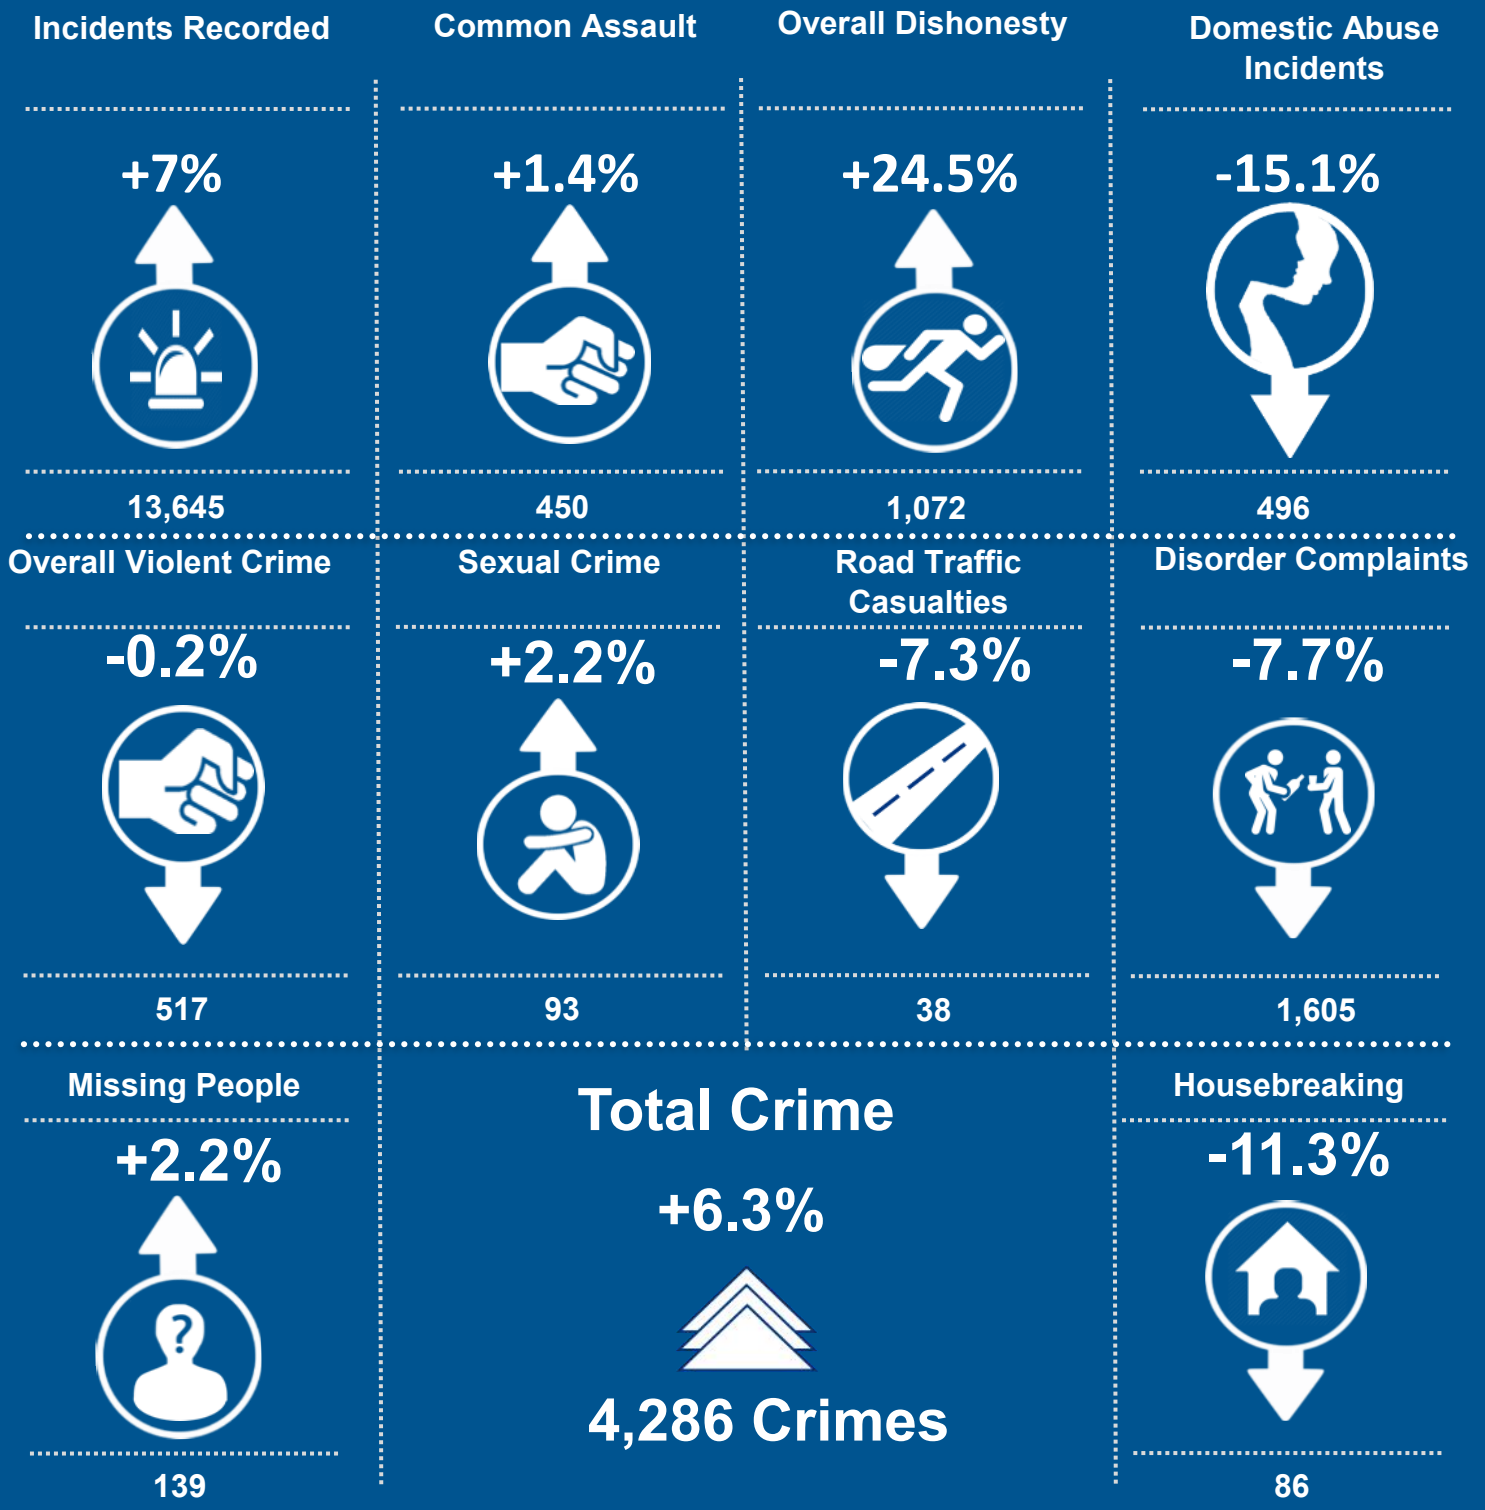 Incidents Recorded
+7%
13,645
Common Assault
+1.4%
450
Overall Dishonesty
+24.5%
1,072
Domestic Abuse
Incidents
-15.1%
496
Overall Violent Crime
-0.2%
517
Sexual Crime
+2.2%
93
Road Traffic
Casualties
-7.3%
38
Disorder Complaints
-7.7%
1,605
Missing People
+2.2%
?
139
Total Crime
+6.3%
4,286 Crimes
Housebreaking
-11.3%
86